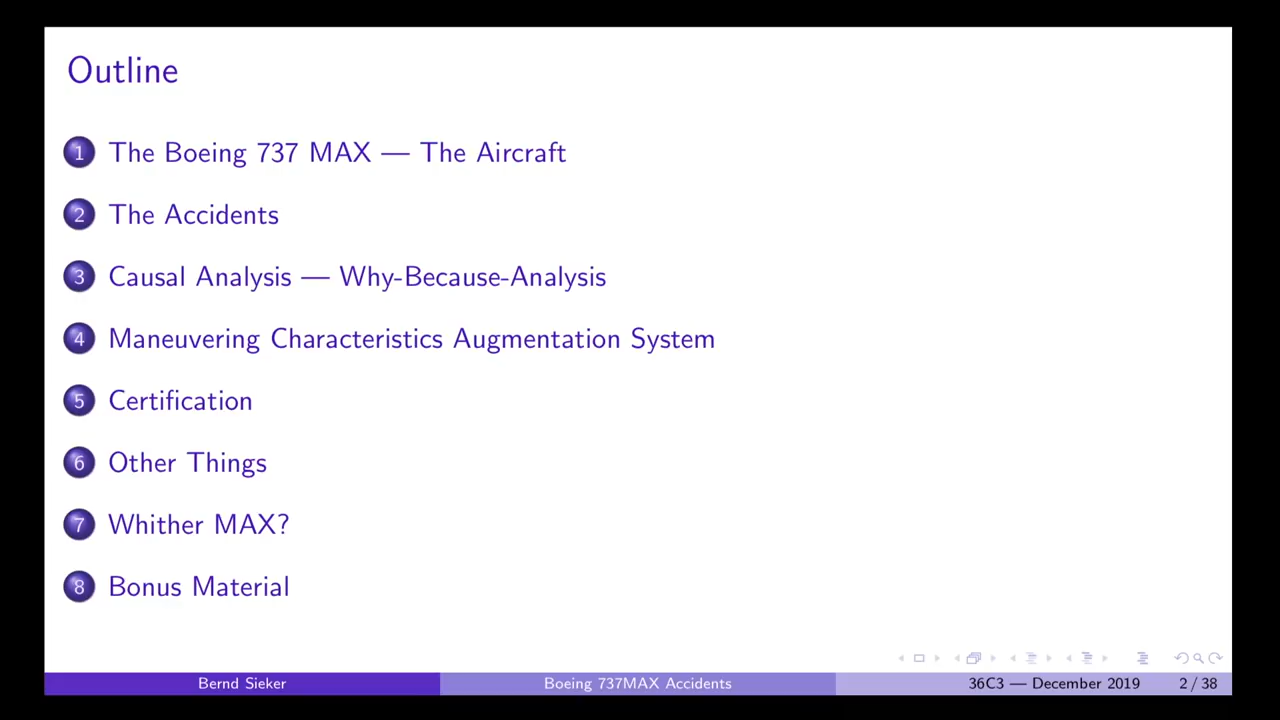 Outline
1 The Boeing 737 MAX — The Aircraft
2 The Accidents
3 Causal Analysis — Why-Because-Analysis
4 Maneuvering Characteristics Augmentation System
5 Certification
6 Other Things
7 Whither MAX?
8 Bonus Material
Bernd Sieker Boeing 737MAX Accidents 36C3 — December 2019 2 / 38